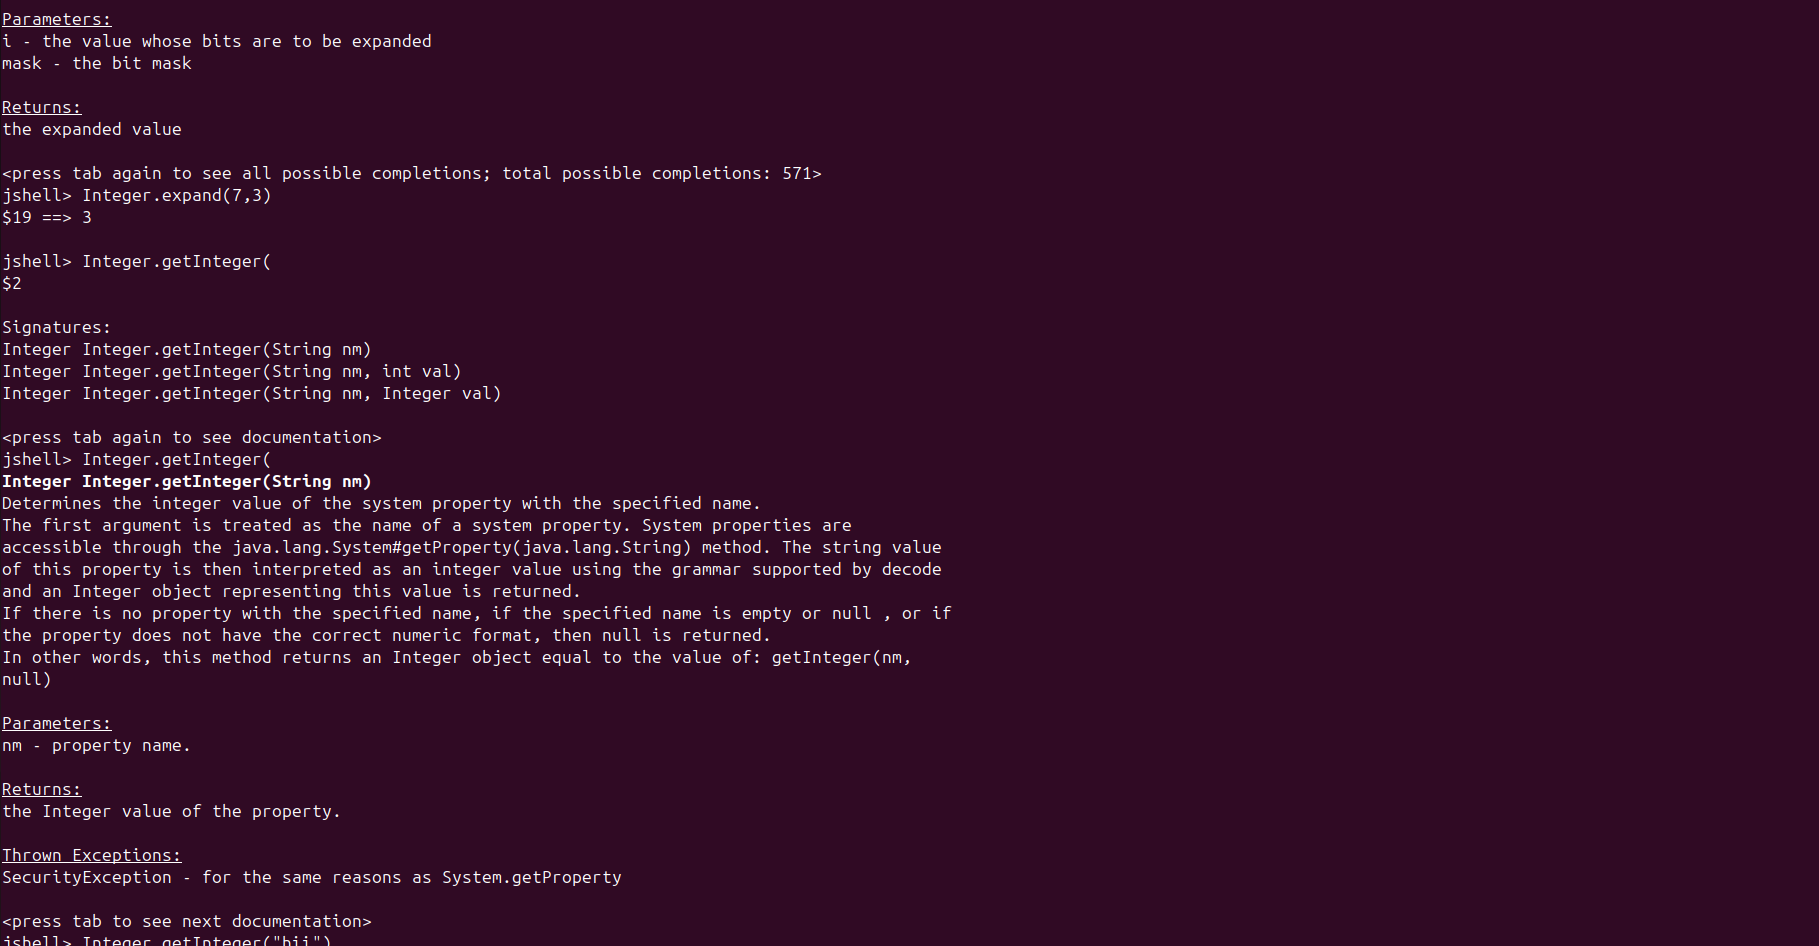 Parameters:
i - the value whose bits are to be expanded
mask - the bit mask
Returns:
the expanded value
<press tab again to see all possible completions; total possible completions: 571>
jshell> Integer.expand(7,3)
$19 ==> 3
jshell> Integer.getInteger(
$2
Signatures:
Integer Integer.getInteger(String nm)
Integer Integer.getInteger(String nm, int val)
Integer Integer.getInteger(String nm, Integer val)
<press tab again to see documentation>
jshell> Integer.getInteger(
Integer Integer.getInteger(String nm)
Determines the integer value of the system property with the specified name.
The first argument is treated as the name of a system property. System properties are
accessible through the java.lang.System#getProperty(java.lang.String) method. The string value
of this property is then interpreted as an integer value using the grammar supported by decode
and an Integer object representing this value is returned.
If there is no property with the specified name, if the specified name is empty or null , or if
the property does not have the correct numeric format, then null is returned.
In other words, this method returns an Integer object equal to the value of: getInteger(nm,
null)
Parameters:
nm - property name.
Returns:
the Integer value of the property.
Thrown Exceptions:
SecurityException - for the same reasons as System.getProperty
<press tab to see next documentation>
jshell> Integer.getInteger("hii")